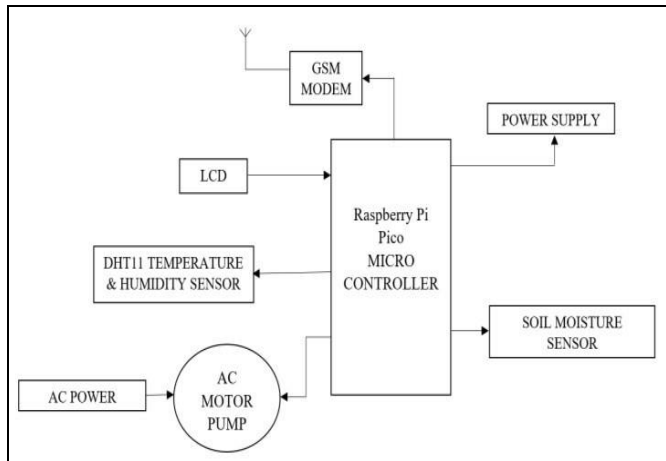 GSM
MODEM
POWER SUPPLY
LCD
Raspberry Pi
Pico
MICRO
CONTROLLER
DHT11 TEMPERATURE
& HUMIDITY SENSOR
SOIL MOISTURE
SENSOR
AC POWER
AC
MOTOR
PUMP